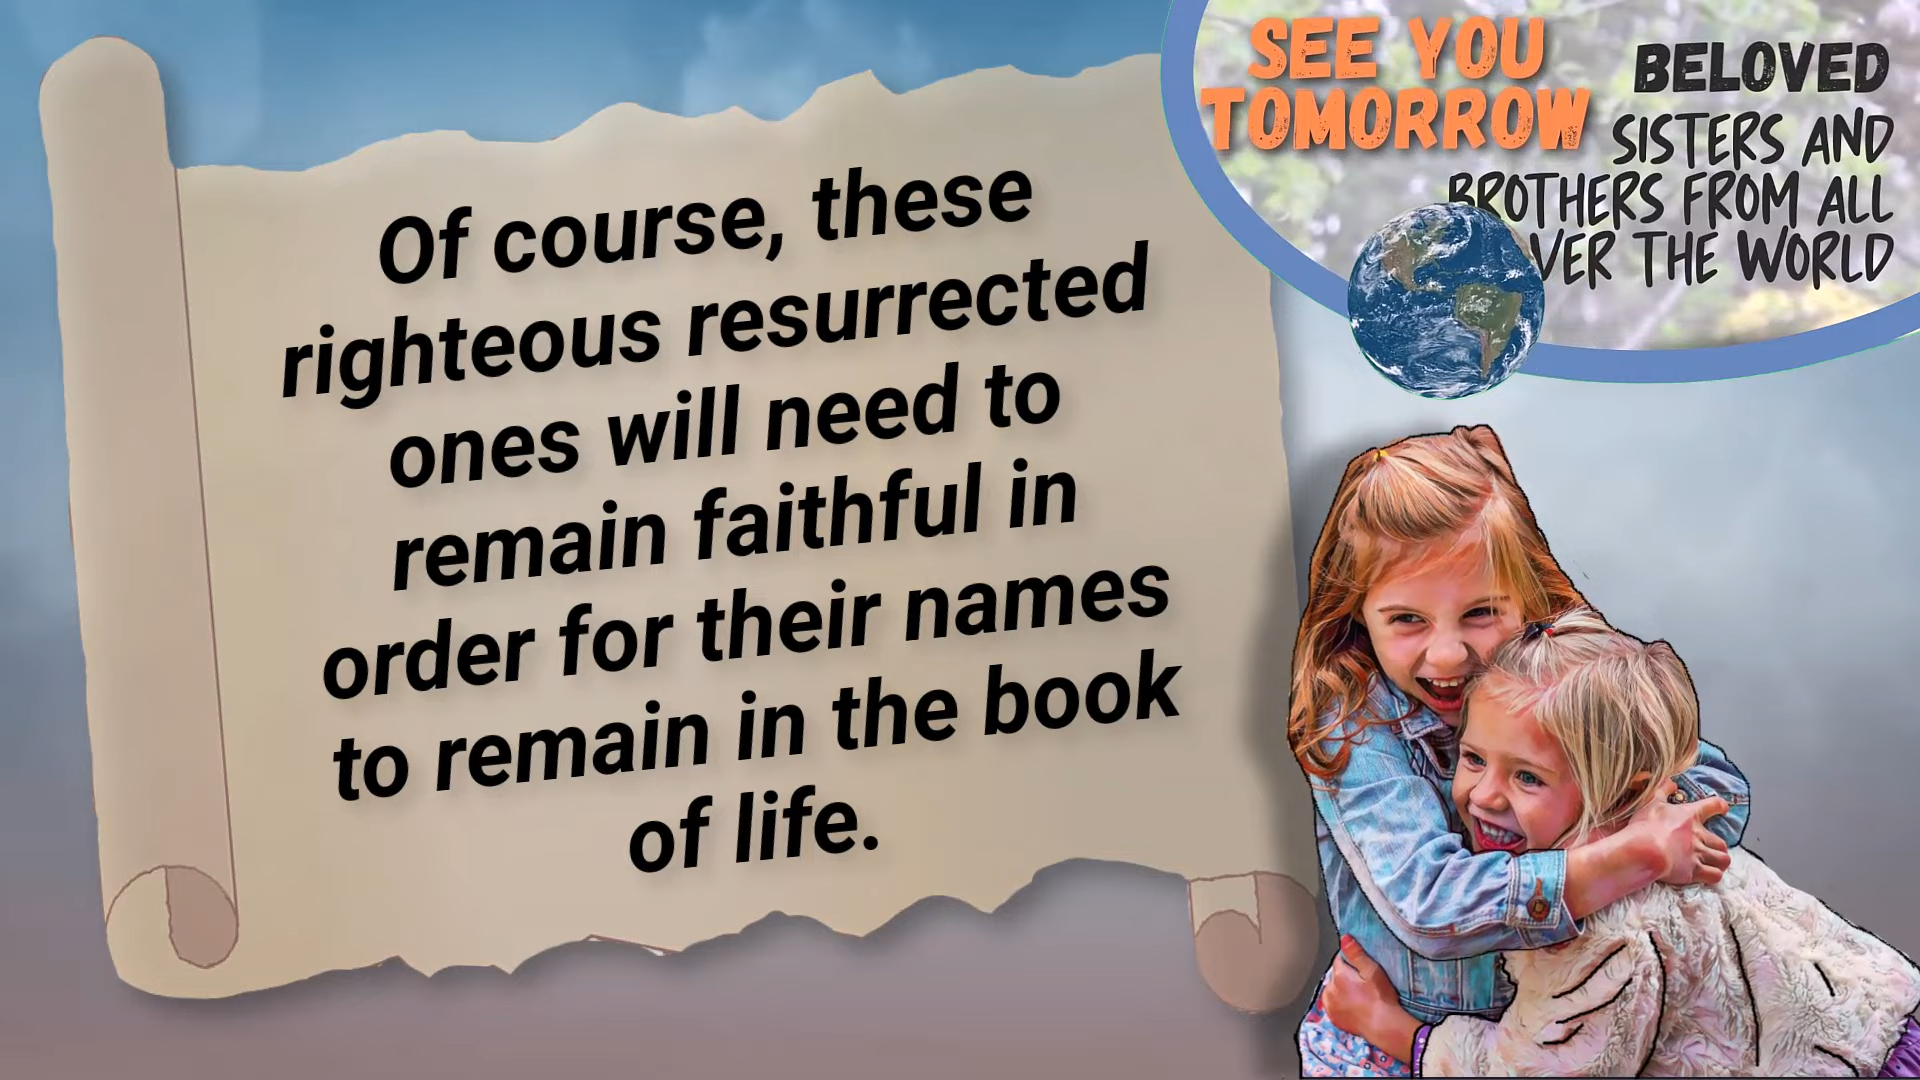 Of course, these
righteous resurrected
ones will need to
remain faithful in
order for their names
to remain in the book
of life.
SEE YOU
TOMORROW
BELOVED
SISTERS AND
BROTHERS FROM ALL
VER THE WORLD